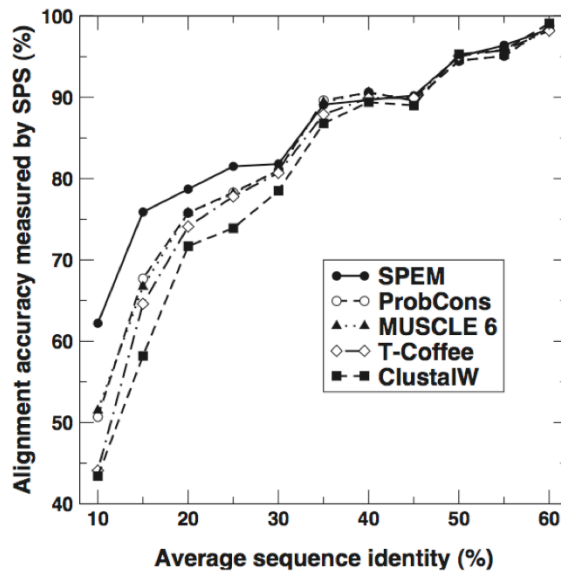 Alignment accuracy measured by SPS (%)
100
90
80
70
60
50
40
SPEM
ProbCons
MUSCLE 6
T-Coffee
ClustalW
10 20 30 40 50 60
Average sequence identity (%)